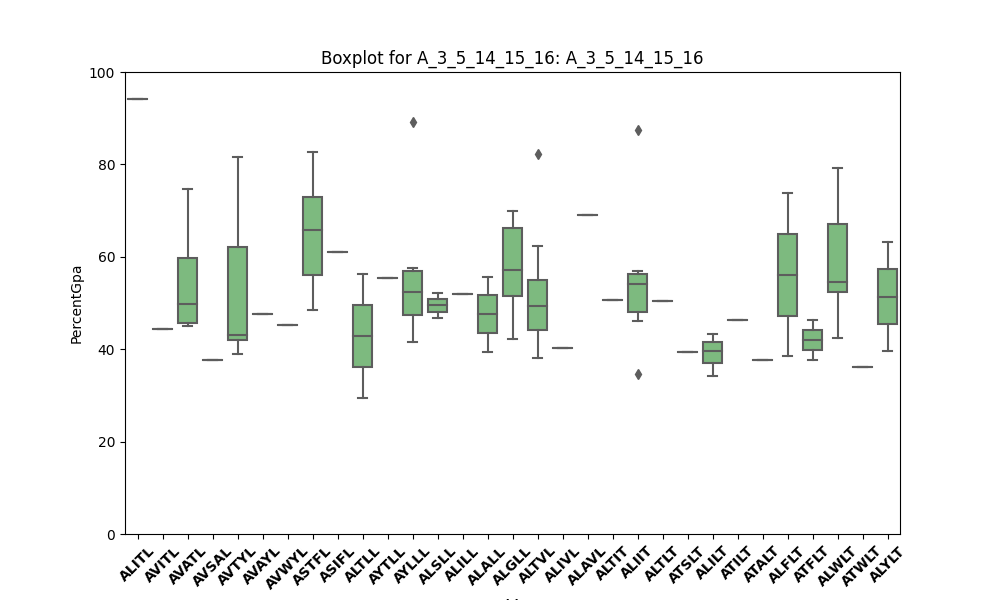 Boxplot for A_3_5_14_15_16: A_3_5_14_15_16
100
80
60
40
20
0
PercentGpa
ALITL AVITL AVATL AVSAL AVTYL AVAYL AVWYL ASTFL ASIFL ALTLL AYTLL AYLLL ALSLL ALILL ALALL ALGLL ALTVL ALIVL ALAVL ALTIT ALIIT ALTLT ATSLT ALILT ATILT ATALT ALFLT ATFLT ALWLT ATWLT ALYLT